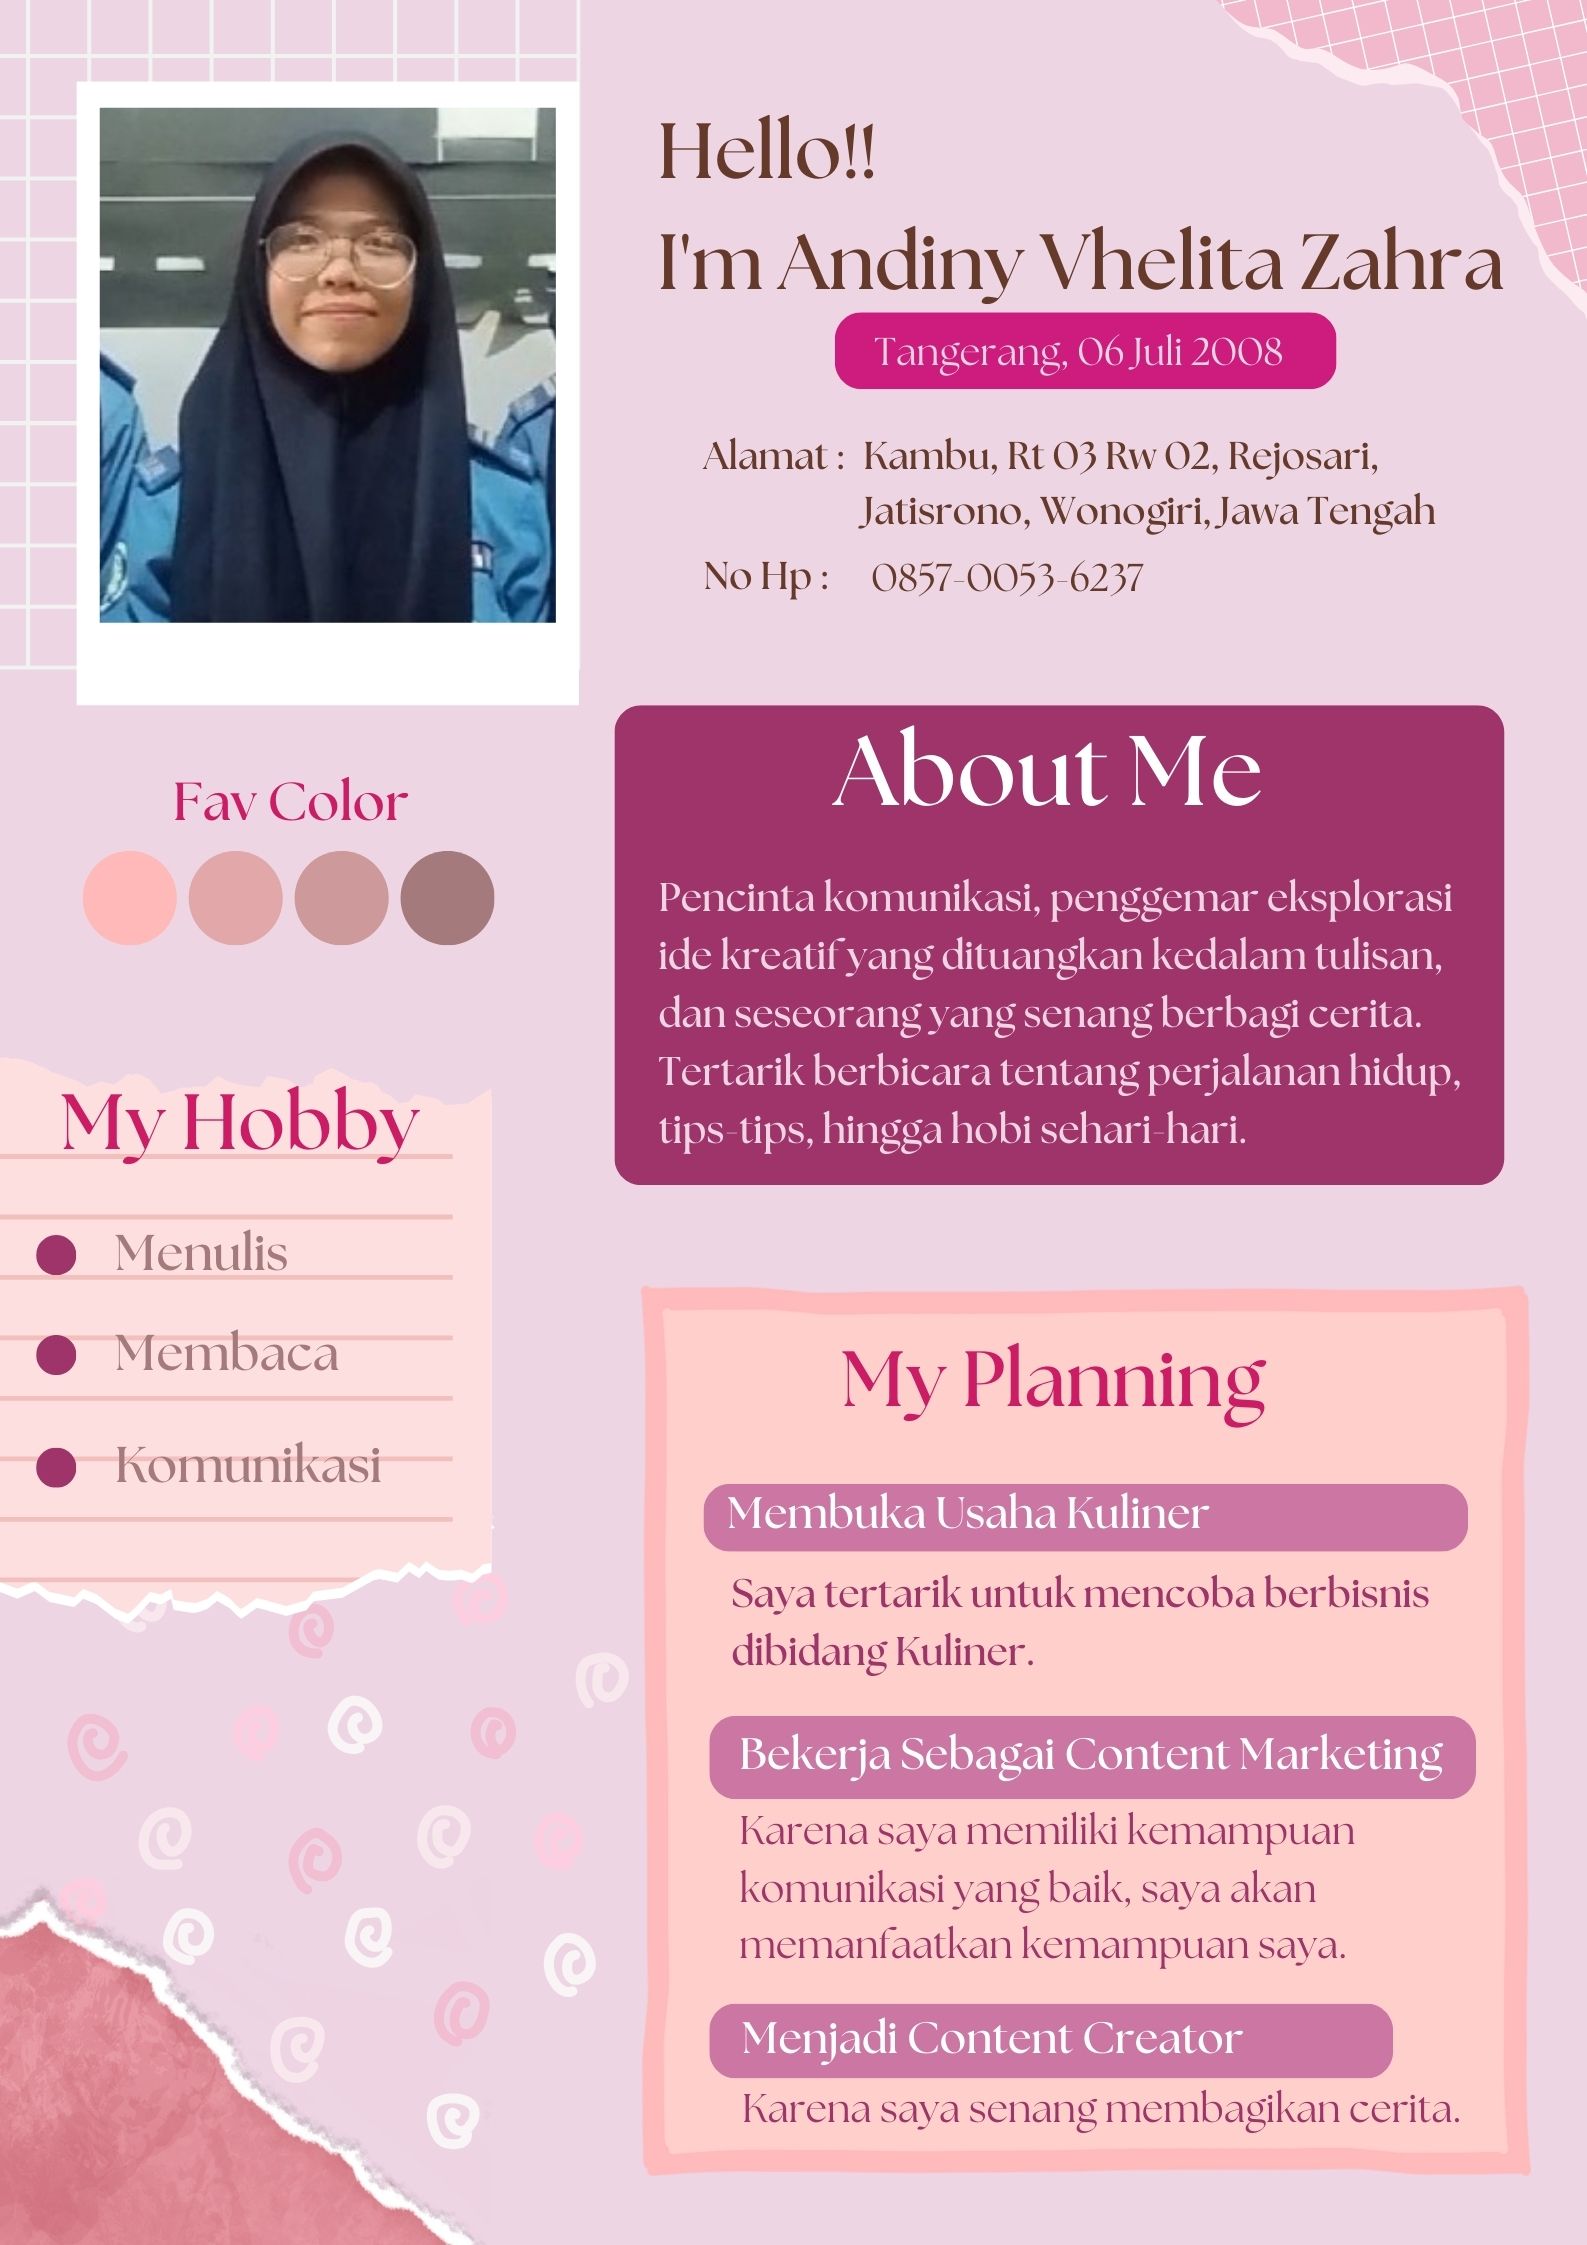 Hello!!
I'm Andiny Vhelita Zahra
Tangerang, 06 Juli 2008
Alamat : Kambu, Rt 03 Rw 02, Rejosari,
Jatisrono, Wonogiri, Jawa Tengah
No Hp : 0857-0053-6237
Fav Color
My Hobby
Menulis
Membaca
Komunikasi
About Me
Pencinta komunikasi, penggemar eksplorasi
ide kreatif yang dituangkan kedalam tulisan,
dan seseorang yang senang berbagi cerita.
Tertarik berbicara tentang perjalanan hidup,
tips-tips, hingga hobi sehari-hari.
My Planning
Membuka Usaha Kuliner
Saya tertarik untuk mencoba berbisnis
dibidang Kuliner.
Bekerja Sebagai Content Marketing
Karena saya memiliki kemampuan
komunikasi yang baik, saya akan
memanfaatkan kemampuan saya.
Menjadi Content Creator
Karena saya senang membagikan cerita.